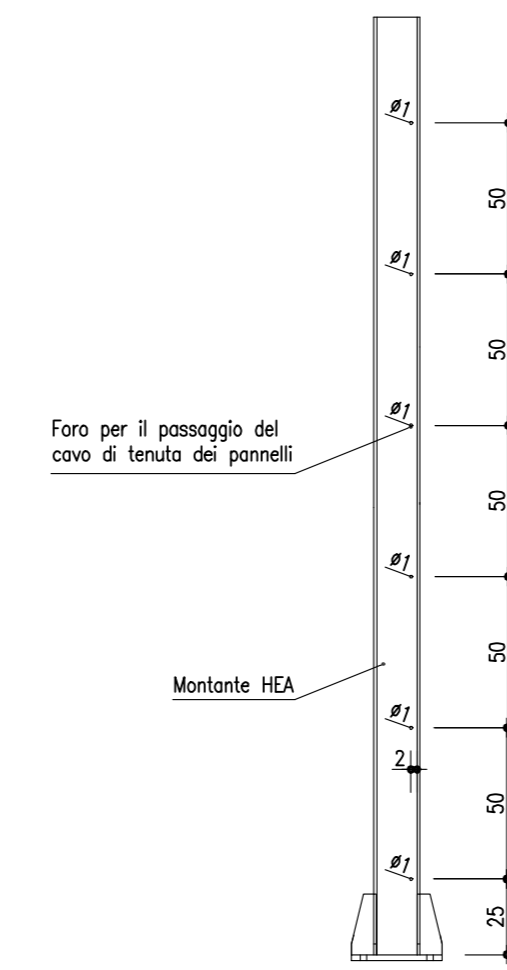 ø1
50
ø1
50
ø1
Foro per il passaggio del
cavo di tenuta dei pannelli
50
ø1
50
Montante HEA
ø1
2
50
ø1
25